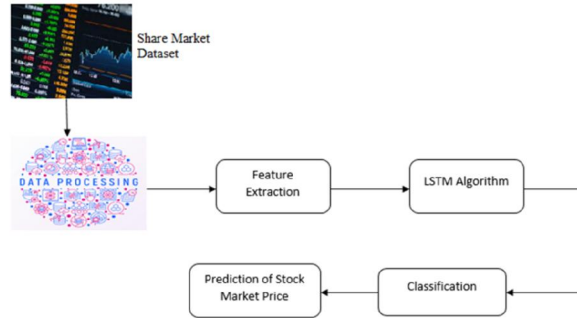 Share Market
Dataset
DATA PROCESSING
Feature
Extraction
LSTM Algorithm
Prediction of Stock
Market Price
Classification